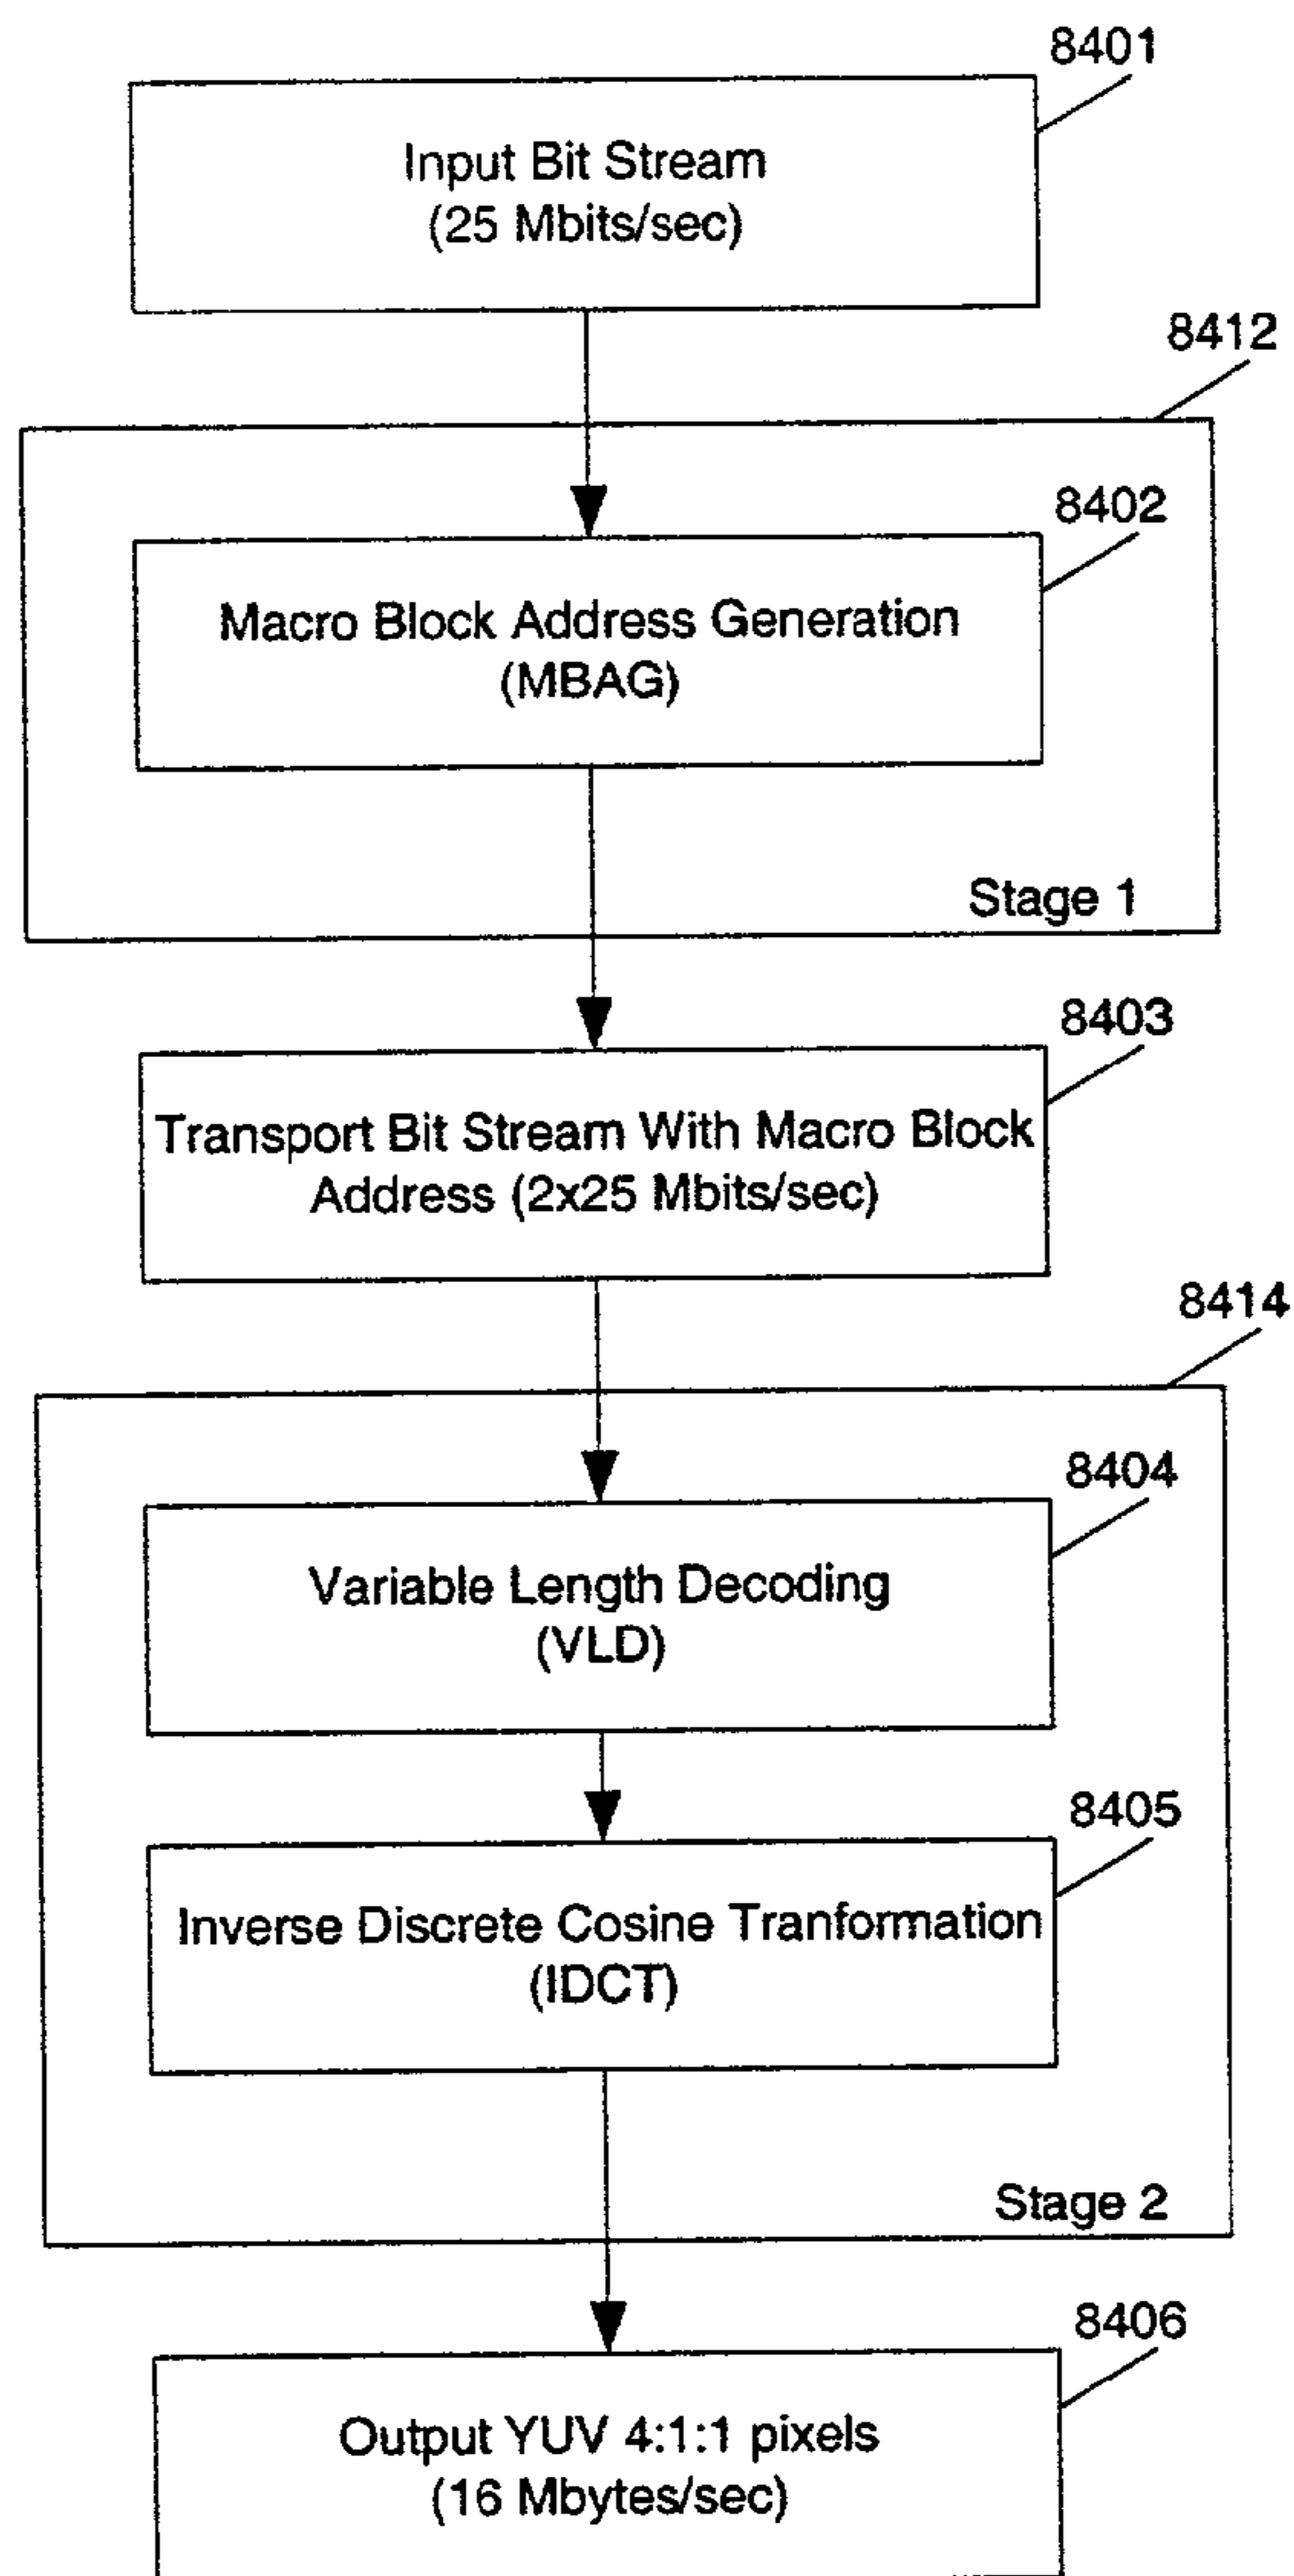 8401
Input Bit Stream
(25 Mbits/sec)
8412
8402
Macro Block Address Generation
(MBAG)
Stage 1
8403
Transport Bit Stream With Macro Block
Address (2x25 Mbits/sec)
8414
8404
Variable Length Decoding
(VLD)
8405
Inverse Discrete Cosine Tranformation
(IDCT)
Stage 2
8406
Output YUV 4:1:1 pixels
(16 Mbytes/sec)